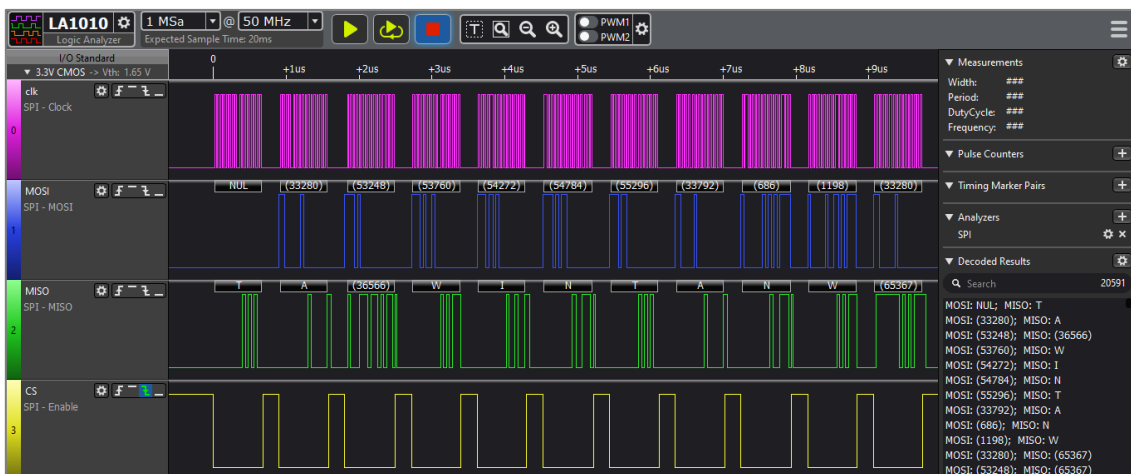 LA1010
Logic Analyzer
1 MSa @ 50 MHz
Expected Sample Time: 20ms
T
PWM1
PWM2
I/O Standard
3.3V CMOS -> Vth: 1.65 V
0 +1us +2us +3us +4us +5us +6us +7us +8us +9us
clk
SPI - Clock
0
MOSI
SPI - MOSI
1
NUL (33280) (53248) (53760) (54272) (54784) (55296) (33792) (686) (1198) (33280)
MISO
SPI - MISO
2
T A (36566) W I N T A N W (65367)
CS
SPI - Enable
3
Measurements
Width: ###
Period: ###
DutyCycle: ###
Frequency: ###
Pulse Counters
Timing Marker Pairs
Analyzers
SPI
Decoded Results
Search 20591
MOSI: NUL; MISO: T
MOSI: (33280); MISO: A
MOSI: (53248); MISO: (36566)
MOSI: (53760); MISO: W
MOSI: (54272); MISO: I
MOSI: (54784); MISO: N
MOSI: (55296); MISO: T
MOSI: (33792); MISO: A
MOSI: (686); MISO: N
MOSI: (1198); MISO: W
MOSI: (33280); MISO: (65367)
MOSI: (53248); MISO: (65367)